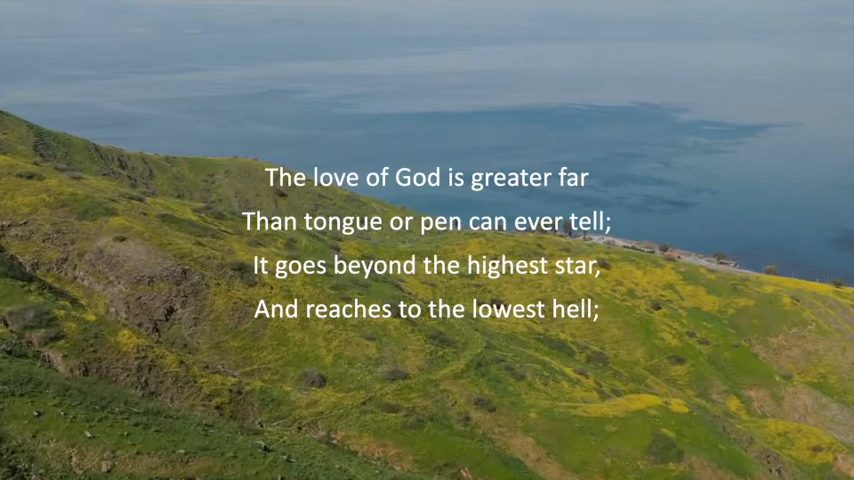 The love of God is greater far
Than tongue or pen can ever tell;
It goes beyond the highest star,
And reaches to the lowest hell;